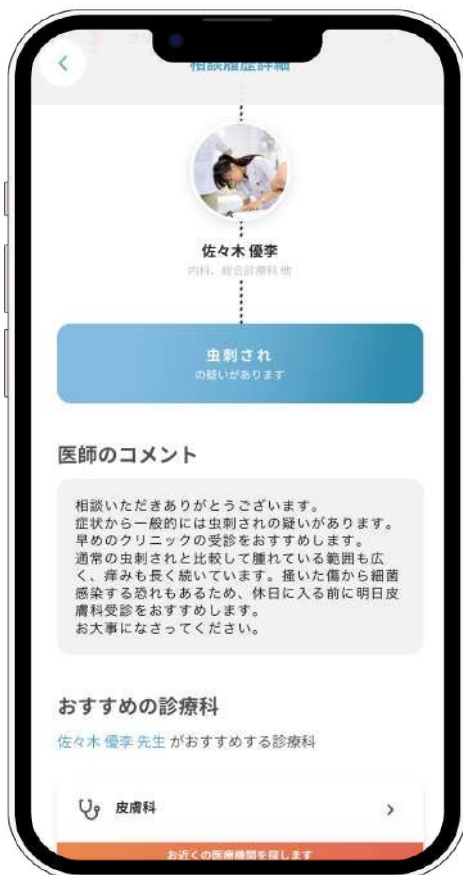 相談履歴詳細
佐々木 優李
内科、総合診療科 他
虫刺され
の疑いがあります
医師のコメント
相談いただきありがとうございます。
症状から一般的には虫刺されの疑いがあります。
早めのクリニックの受診をおすすめします。
通常の虫刺されと比較して腫れている範囲も広
く、痒みも長く続いています。掻いた傷から細菌
感染する恐れもあるため、休日に入る前に明日皮
膚科受診をおすすめします。
お大事になさってください。
おすすめの診療科
佐々木 優李 先生 がおすすめする診療科
皮膚科
お近くの医療機関を探します